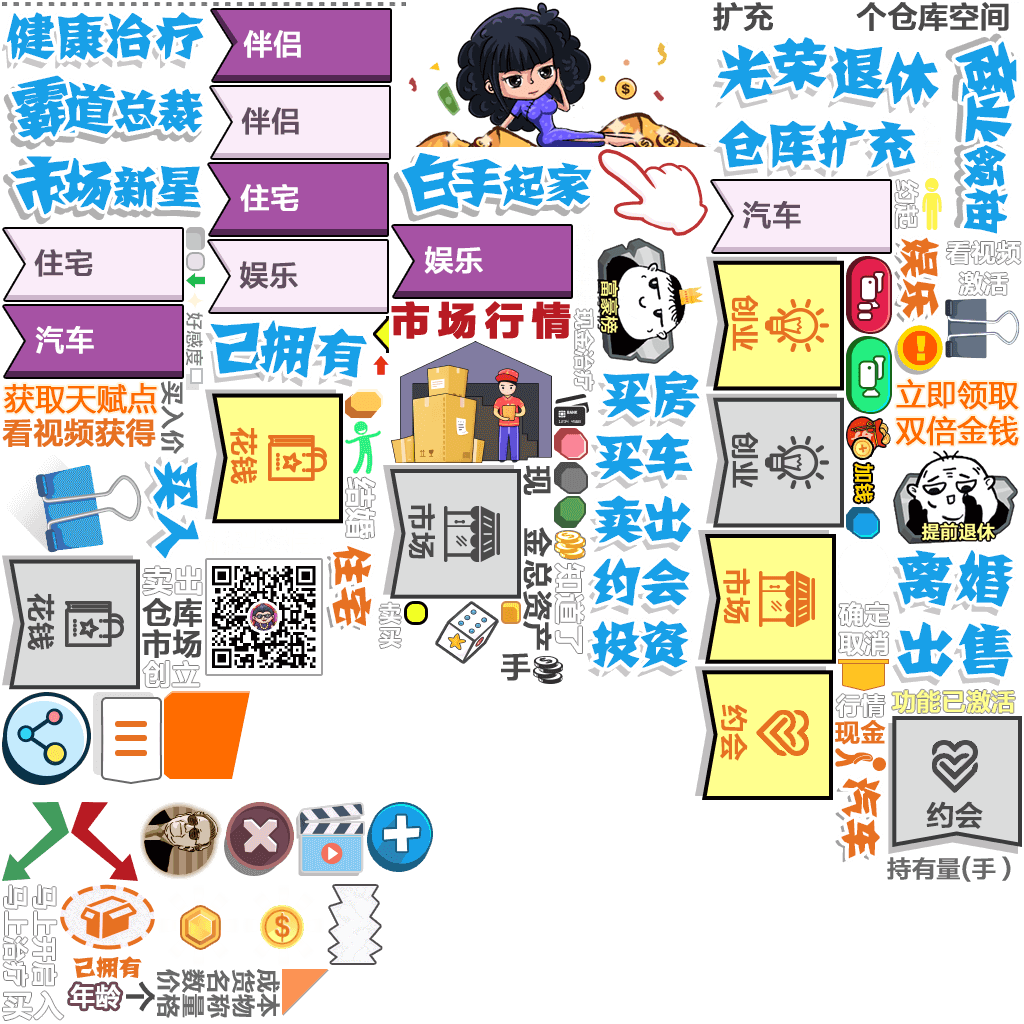 扩充
个仓库空间
健康治疗
伴侣
光荣退休
商业领袖
霸道总裁
伴侣
仓库扩充
市场新星
住宅
白手起家
约起
汽车
住宅
娱乐
娱乐
娱乐
看视频
激活
富豪榜
汽车
好感度
己拥有
市场行情
现金治疗
创业
获取天赋点
看视频获得
买入价
买房
立即领取
双倍金钱
花钱
结婚
买车
创业
加钱
买入
市场
现金总资产
卖出
提前退休
花钱
卖出
仓库
市场
创立
住宅
卖买
知道了
约会
市场
离婚
投资
确定
取消
出售
手
约会
行情
功能已激活
现金
汽车
约会
持有量(手)
BANK
马上治疗
马上开启
己拥有
年龄
个
买入
价格
数量
货物名称
成本